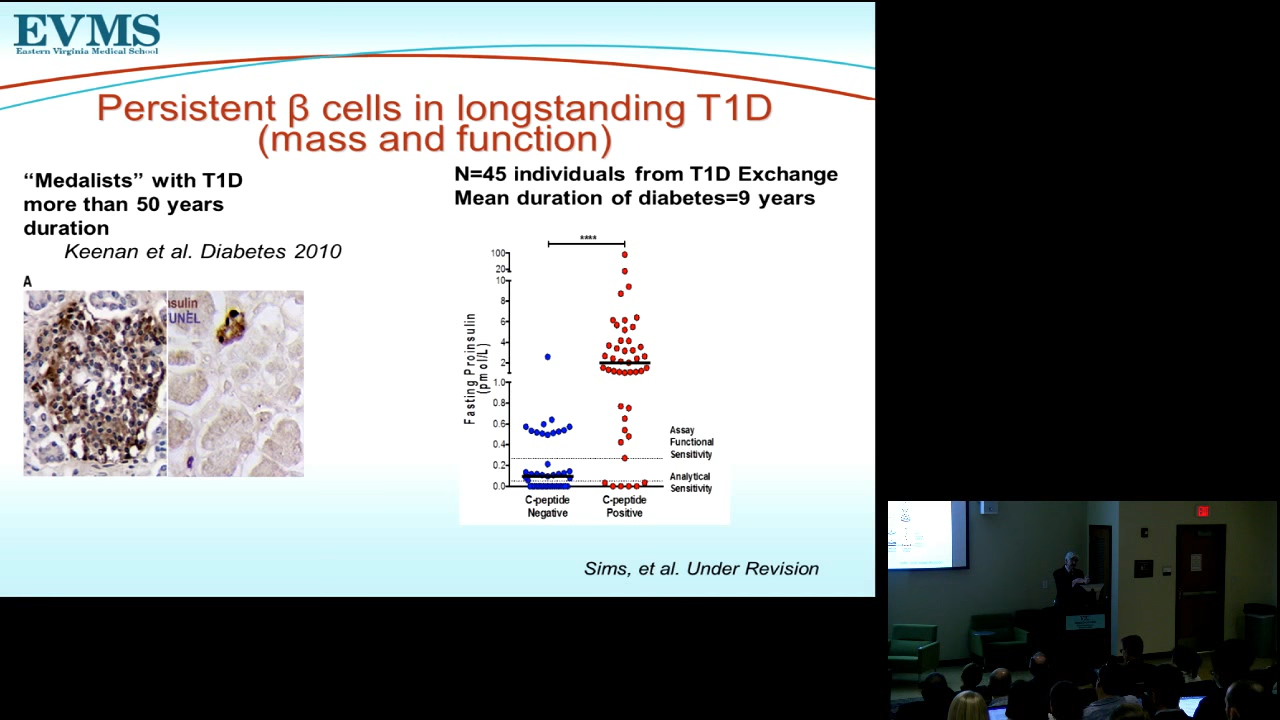 EVMS
Eastern Virginia Medical School
Persistent β cells in longstanding T1D
(mass and function)
“Medalists” with T1D
more than 50 years
duration
Keenan et al. Diabetes 2010
A
sulin
UNEL
N=45 individuals from T1D Exchange
Mean duration of diabetes=9 years
****
Fasting Proinsulin
(pmol/L)
100
20
10
8
6
4
2
1.0
0.8
0.6
0.4
0.2
0.0
Assay
Functional
Sensitivity
Analytical
Sensitivity
C-peptide
Negative
C-peptide
Positive
Sims, et al. Under Revision